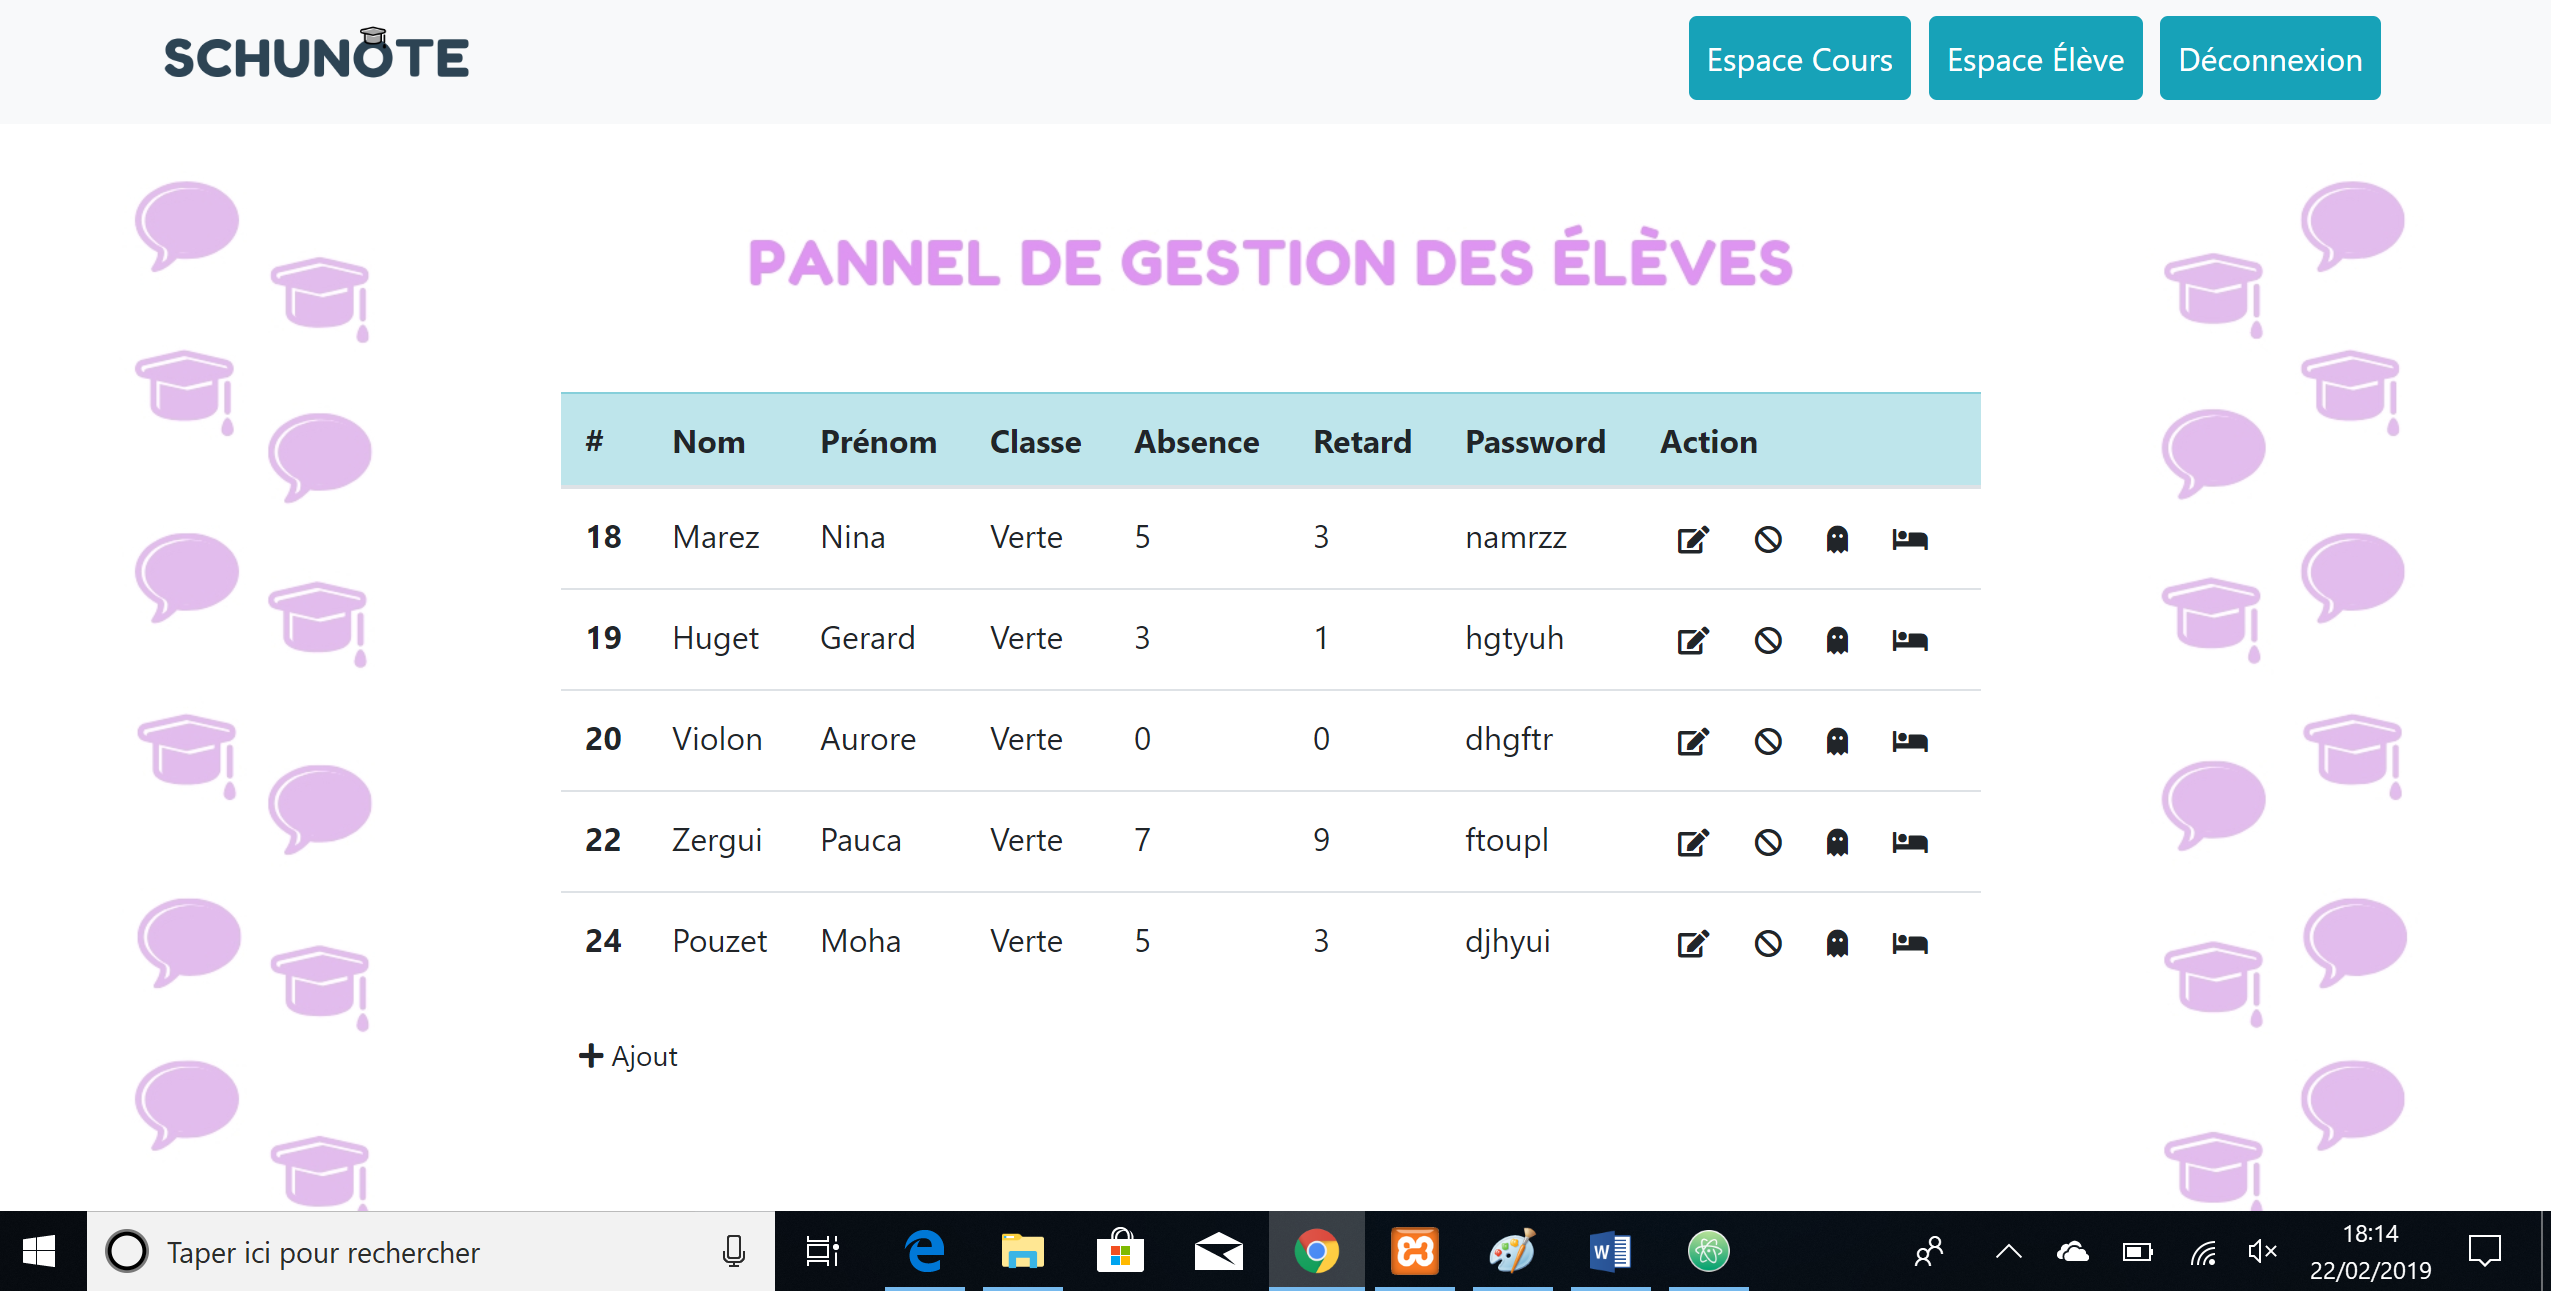 SCHUNOTE
Espace Cours Espace Élève Déconnexion
PANNEL DE GESTION DES ÉLÈVES
# Nom Prénom Classe Absence Retard Password Action
18 Marez Nina Verte 5 3 namrzz
19 Huget Gerard Verte 3 1 hgtyuh
20 Violon Aurore Verte 0 0 dhgftr
22 Zergui Pauca Verte 7 9 ftoupl
24 Pouzet Moha Verte 5 3 djhyui
+ Ajout
Taper ici pour rechercher
18:14
22/02/2019